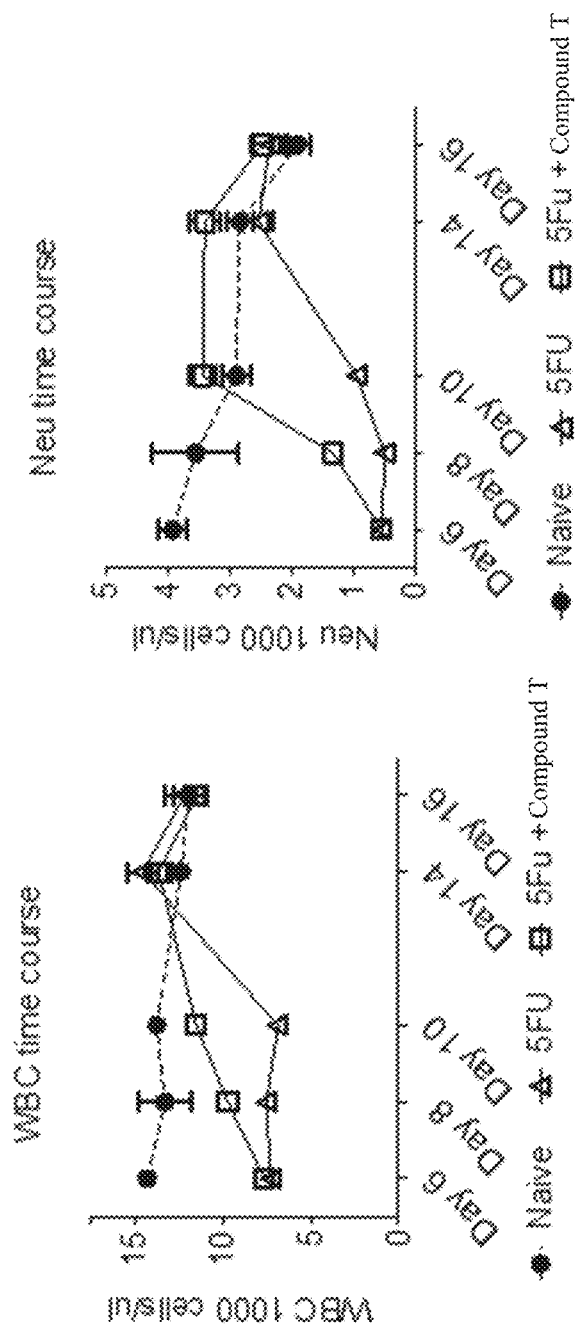 WBC time course
WBC 1000 cells/ul
15
10
5
0
Day 6
Day 8
Day 10
Day 14
Day 16
Naive
5FU
5Fu + Compound T
Neu time course
Neu 1000 cells/ul
5
4
3
2
1
0
Day 6
Day 8
Day 10
Day 14
Day 16
Naive
5FU
5Fu + Compound T